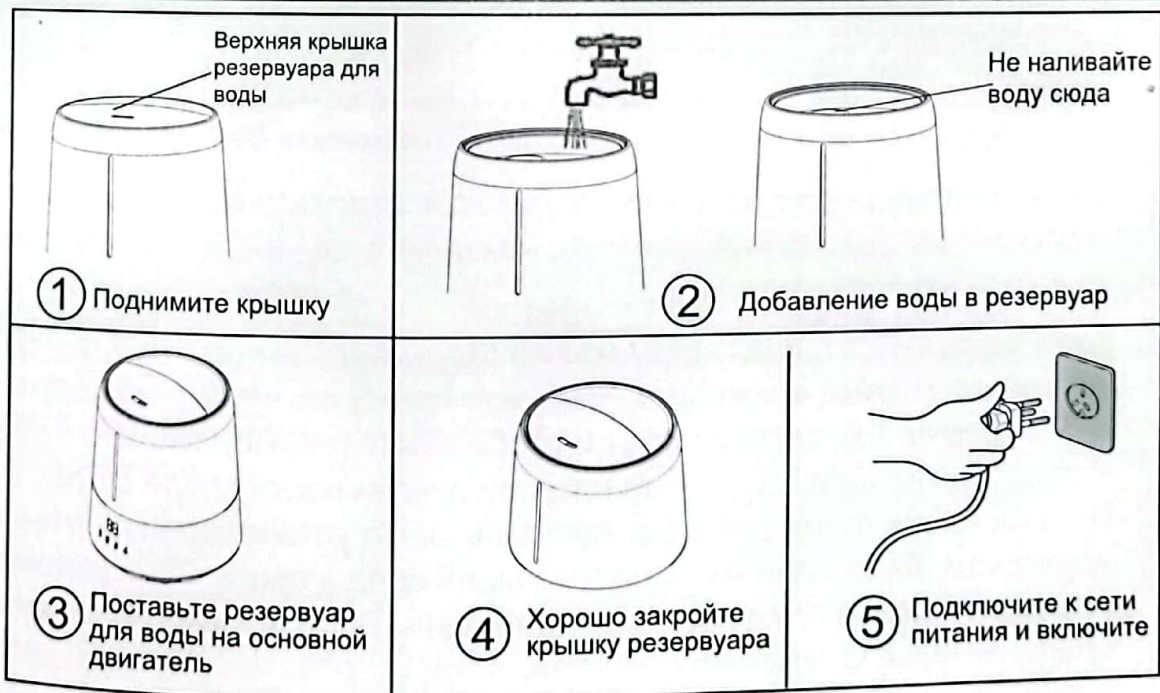 Верхняя крышка
резервуара для
воды
① Поднимите крышку
Не наливайте
воду сюда
② Добавление воды в резервуар
③ Поставьте резервуар
для воды на основной
двигатель
④ Хорошо закройте
крышку резервуара
⑤ Подключите к сети
питания и включите